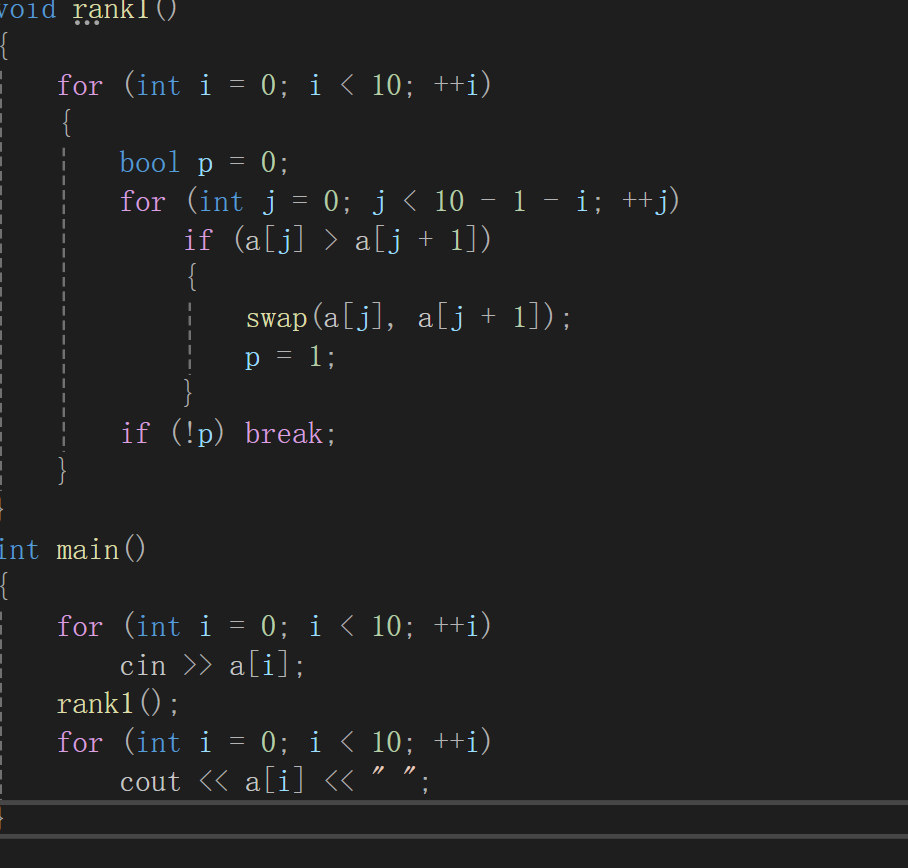 void rank1()
{
for (int i = 0; i < 10; ++i)
{
bool p = 0;
for (int j = 0; j < 10 - 1 - i; ++j)
if (a[j] > a[j + 1])
{
swap(a[j], a[j + 1]);
p = 1;
}
if (!p) break;
}
}
int main()
{
for (int i = 0; i < 10; ++i)
cin >> a[i];
rank1();
for (int i = 0; i < 10; ++i)
cout << a[i] << " ";
}